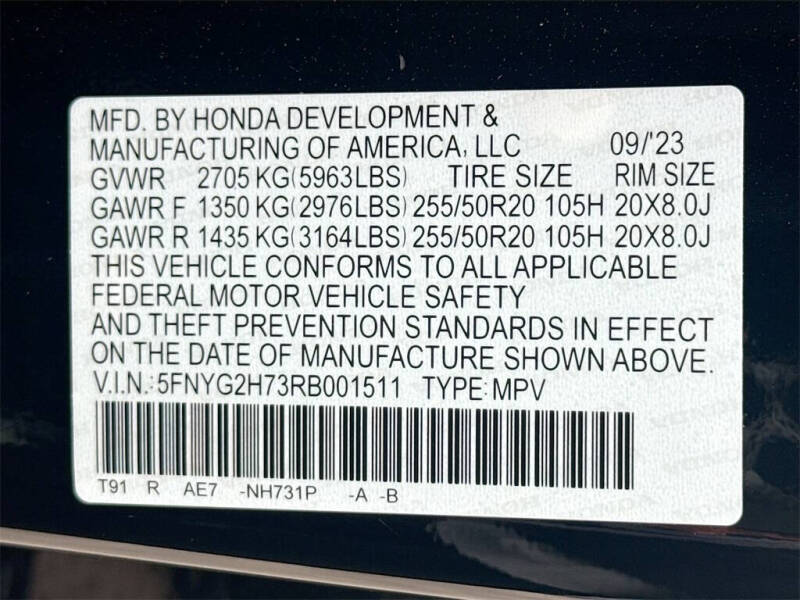 MFD. BY HONDA DEVELOPMENT &
MANUFACTURING OF AMERICA, LLC 09/'23
GVWR 2705 KG(5963LBS) TIRE SIZE RIM SIZE
GAWR F 1350 KG(2976LBS) 255/50R20 105H 20X8.0J
GAWR R 1435 KG(3164LBS) 255/50R20 105H 20X8.0J
THIS VEHICLE CONFORMS TO ALL APPLICABLE
FEDERAL MOTOR VEHICLE SAFETY
AND THEFT PREVENTION STANDARDS IN EFFECT
ON THE DATE OF MANUFACTURE SHOWN ABOVE.
V.I.N.:5FNYG2H73RB001511 TYPE:MPV
T91 R AE7 -NH731P -A -B